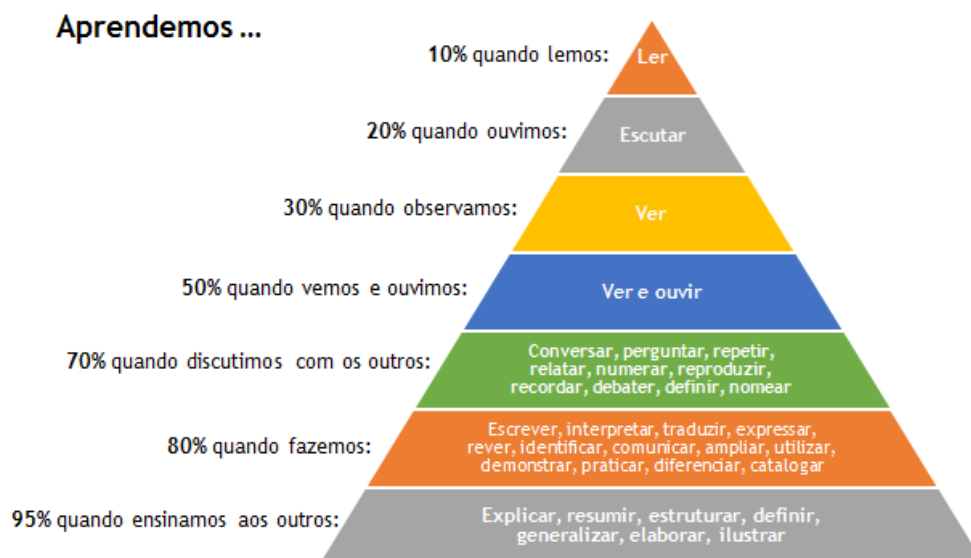 Aprendemos ...
10% quando lemos:
Ler
20% quando ouvimos:
Escutar
30% quando observamos:
Ver
50% quando vemos e ouvimos:
Ver e ouvir
70% quando discutimos com os outros:
Conversar, perguntar, repetir,
relatar, numerar, reproduzir,
recordar, debater, definir, nomear
80% quando fazemos:
Escrever, interpretar, traduzir, expressar,
rever, identificar, comunicar, ampliar, utilizar,
demonstrar, praticar, diferenciar, catalogar
95% quando ensinamos aos outros:
Explicar, resumir, estruturar, definir,
generalizar, elaborar, ilustrar